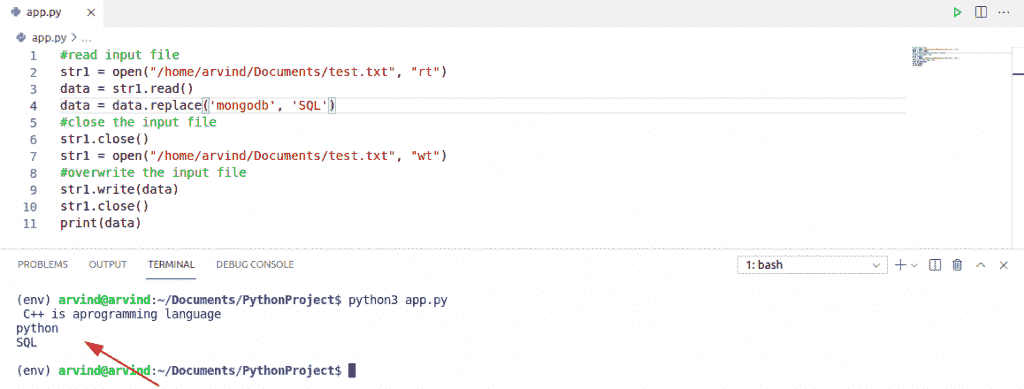 app.py ×
app.py > ...
1 #read input file
2 str1 = open("/home/arvind/Documents/test.txt", "rt")
3 data = str1.read()
4 data = data.replace('mongodb', 'SQL')
5 #close the input file
6 str1.close()
7 str1 = open("/home/arvind/Documents/test.txt", "wt")
8 #overwrite the input file
9 str1.write(data)
10 str1.close()
11 print(data)
PROBLEMS OUTPUT TERMINAL DEBUG CONSOLE 1: bash
(env) arvind@arvind:~/Documents/PythonProject$ python3 app.py
C++ is aprogramming language
python
SQL
(env) arvind@arvind:~/Documents/PythonProject$